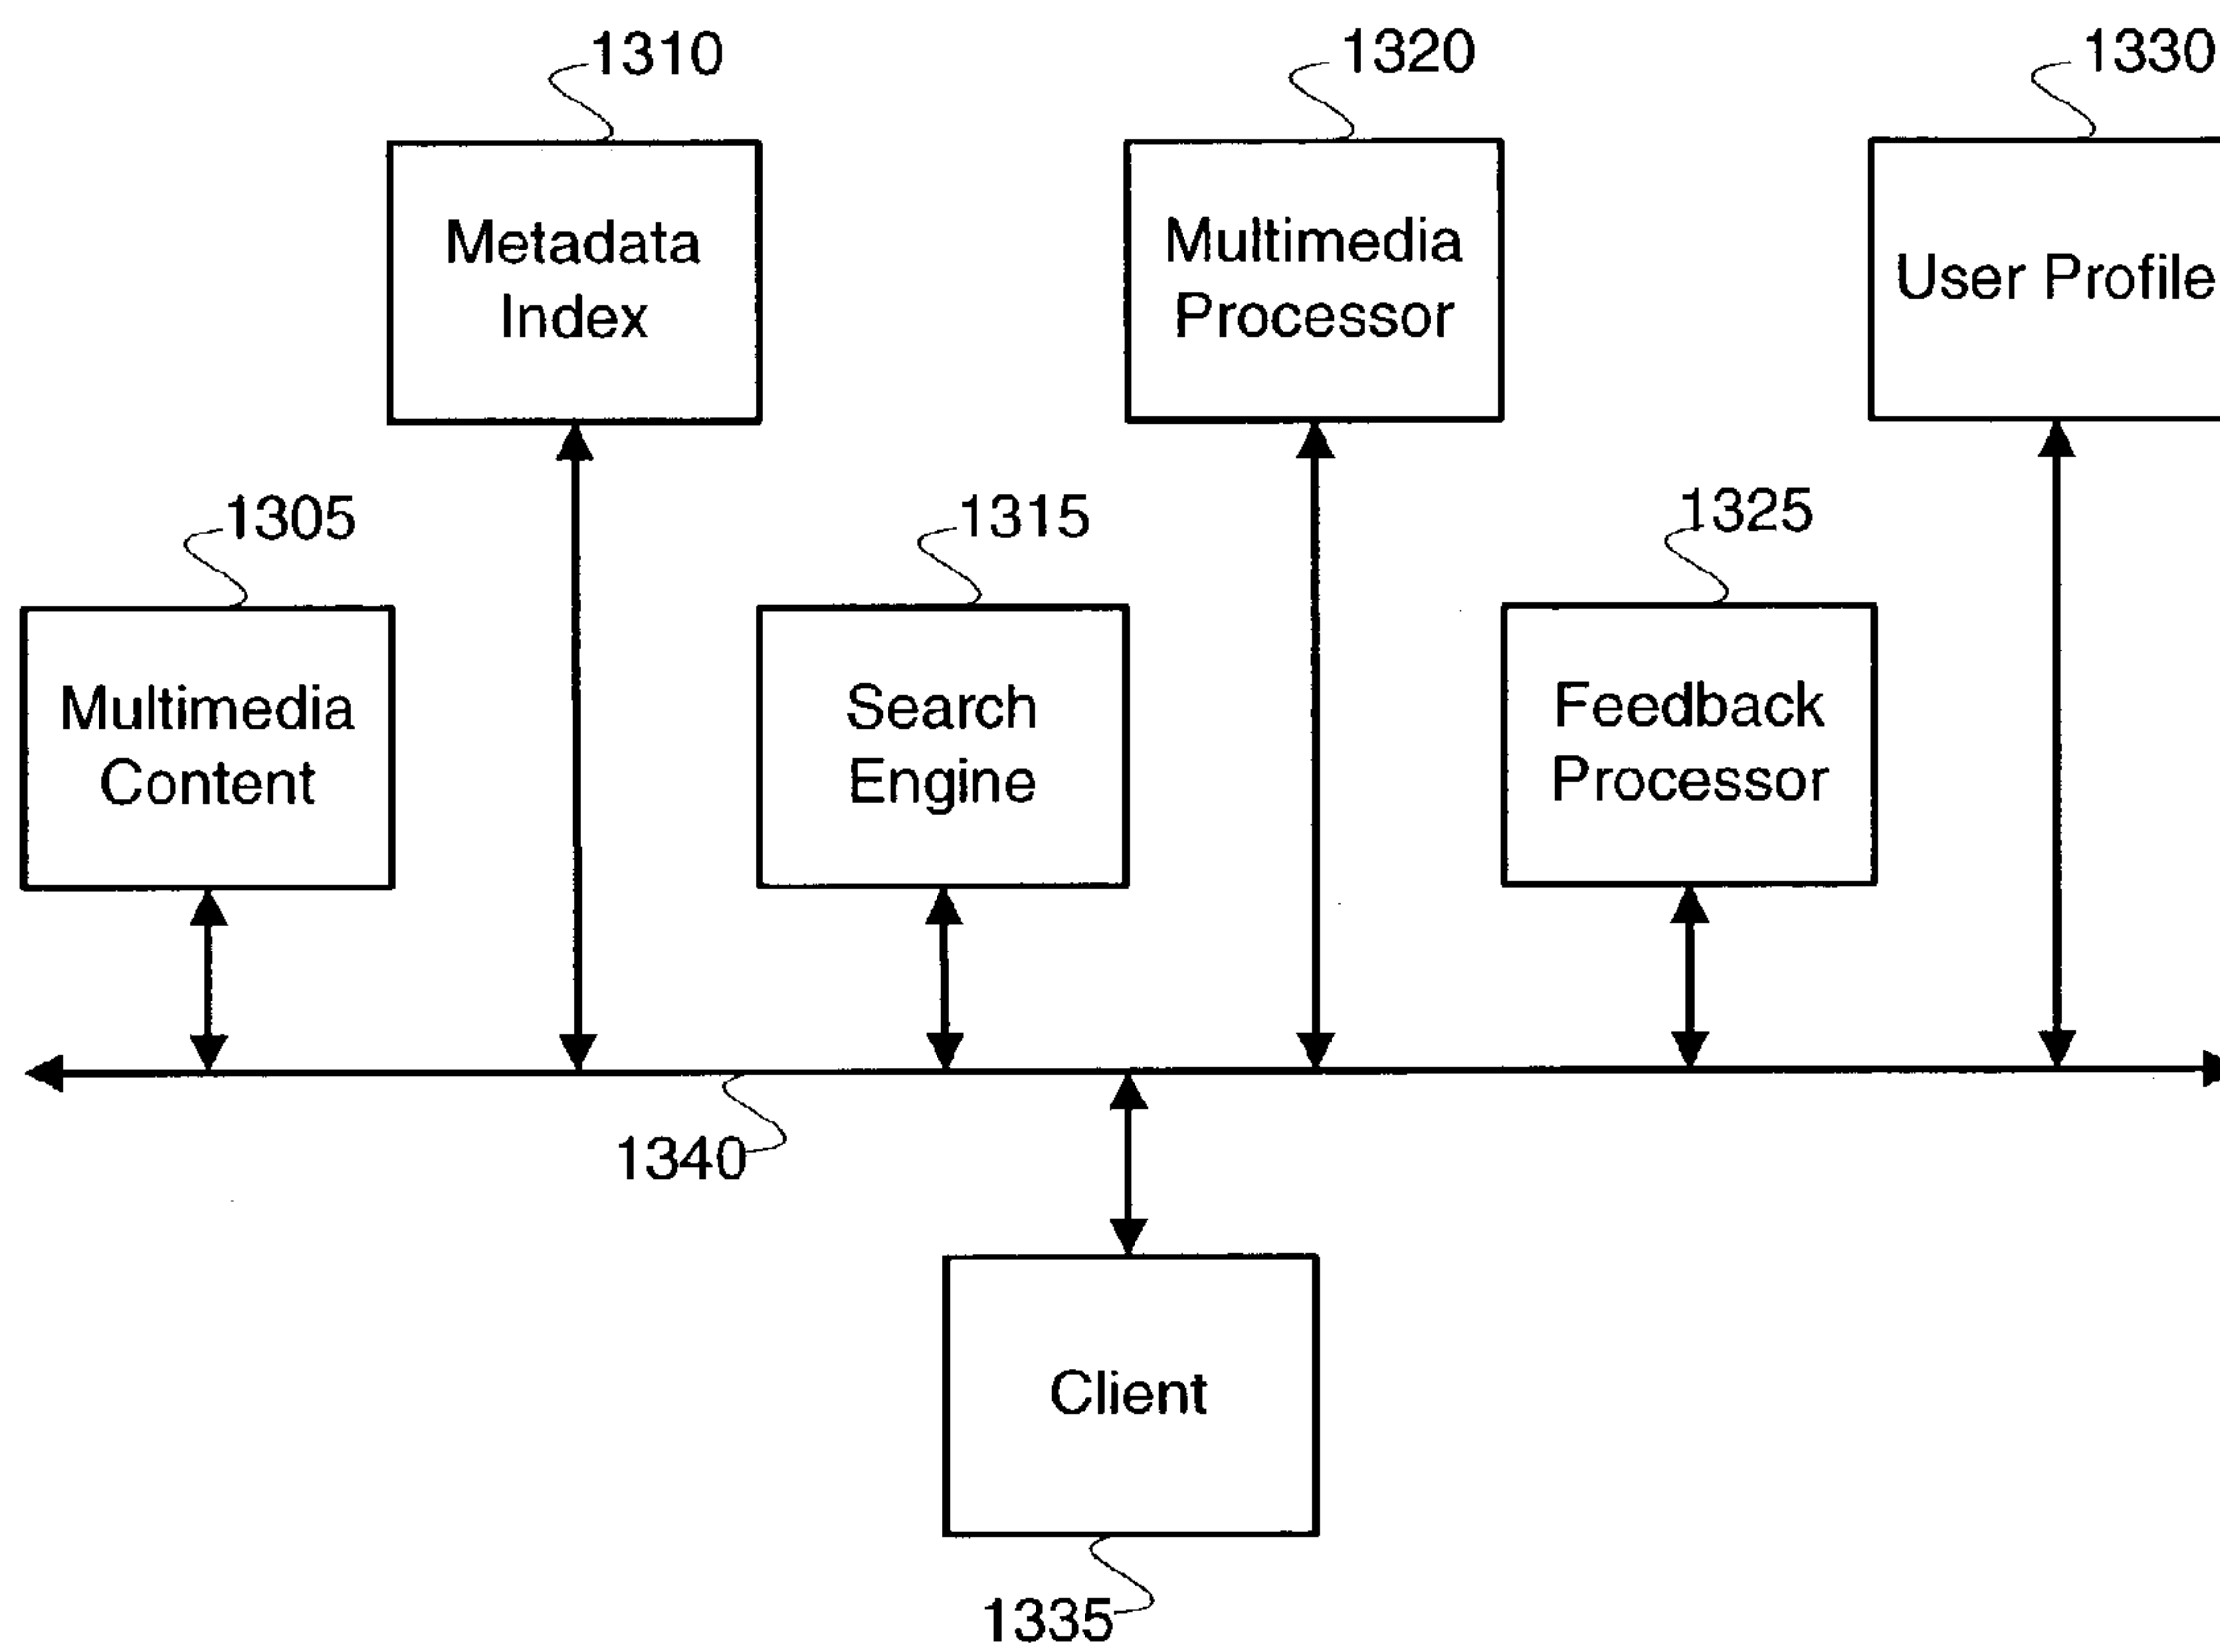 1310
1320
1330
Metadata
Index
Multimedia
Processor
User Profile
1305
1315
1325
Multimedia
Content
Search
Engine
Feedback
Processor
1340
Client
1335